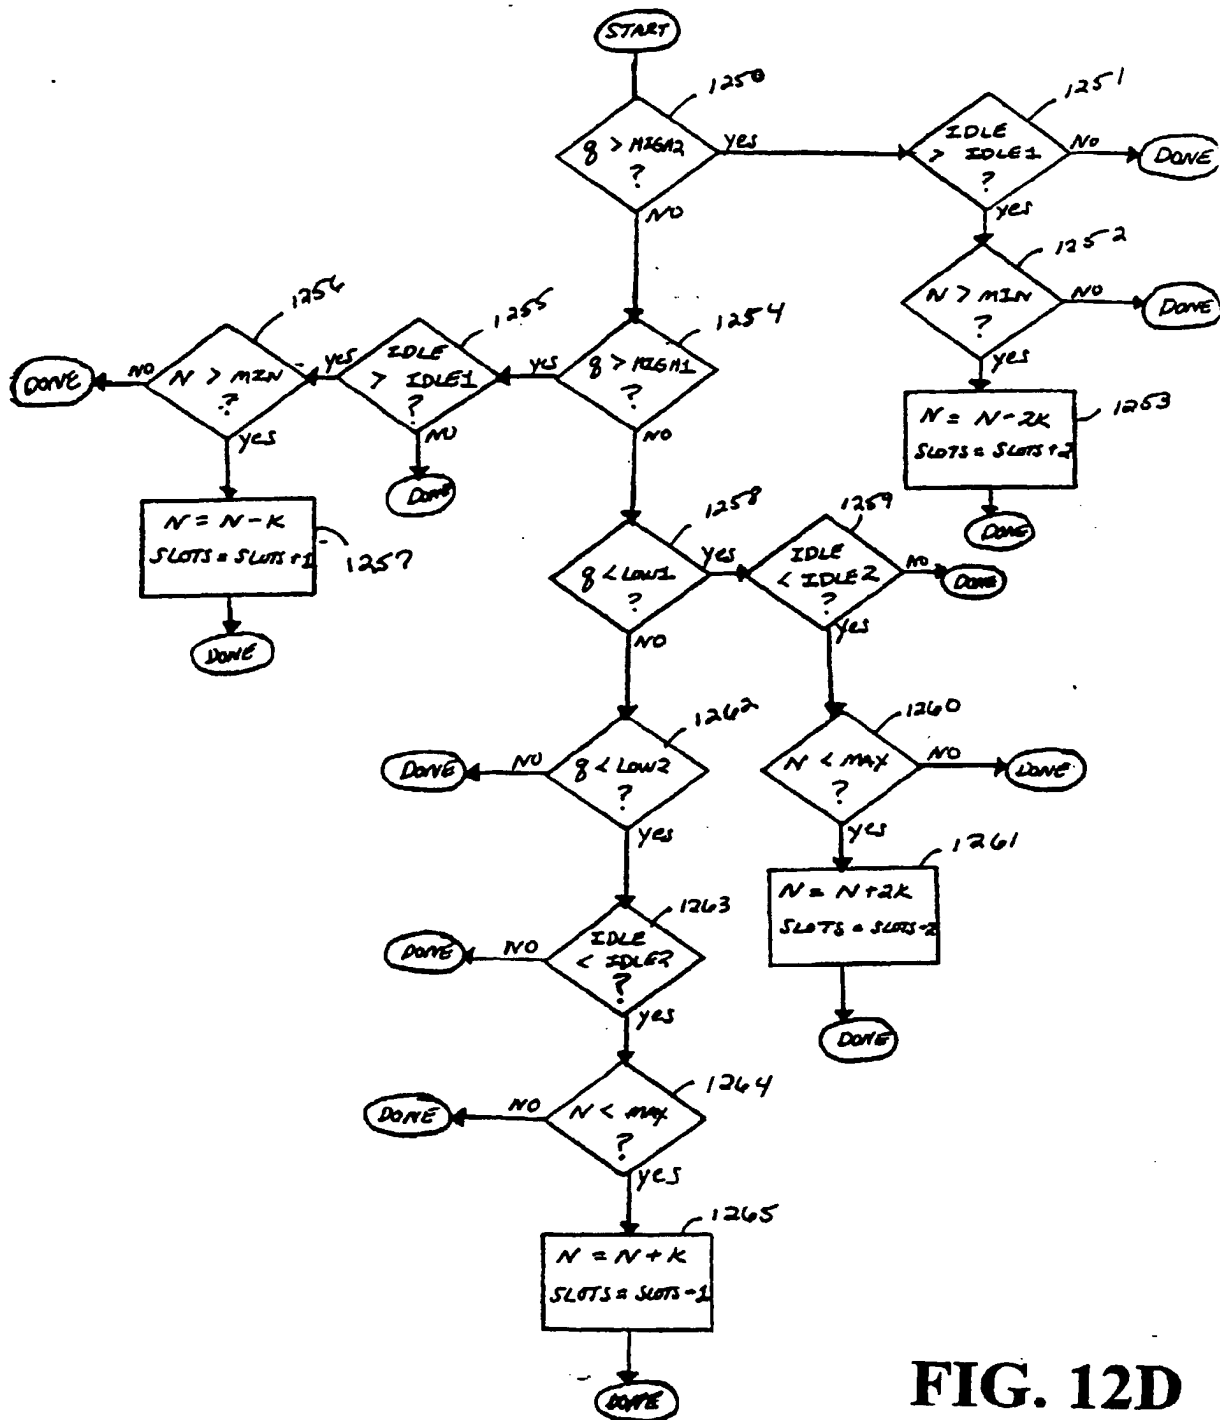 START
1250
q > HIGH2
?
yes
NO
1251
IDLE
> IDLE1
?
NO
DONE
yes
1252
N > MIN
?
NO
DONE
yes
1253
N = N-2K
SLOTS = SLOTS+2
DONE
1254
q > HIGH1
?
yes
NO
1255
IDLE
> IDLE1
?
yes
NO
DONE
1256
N > MIN
?
NO
DONE
yes
N = N-K
SLOTS = SLOTS+1
1257
DONE
1258
q < LOW1
?
yes
NO
1259
IDLE
< IDLE2
?
NO
DONE
yes
1260
N < MAX
?
NO
DONE
yes
1261
N = N+2K
SLOTS = SLOTS-2
DONE
1262
q < LOW2
?
NO
DONE
yes
1263
IDLE
< IDLE2
?
NO
DONE
yes
1264
N < MAX
?
NO
DONE
yes
1265
N = N+K
SLOTS = SLOTS-1
DONE
FIG. 12D